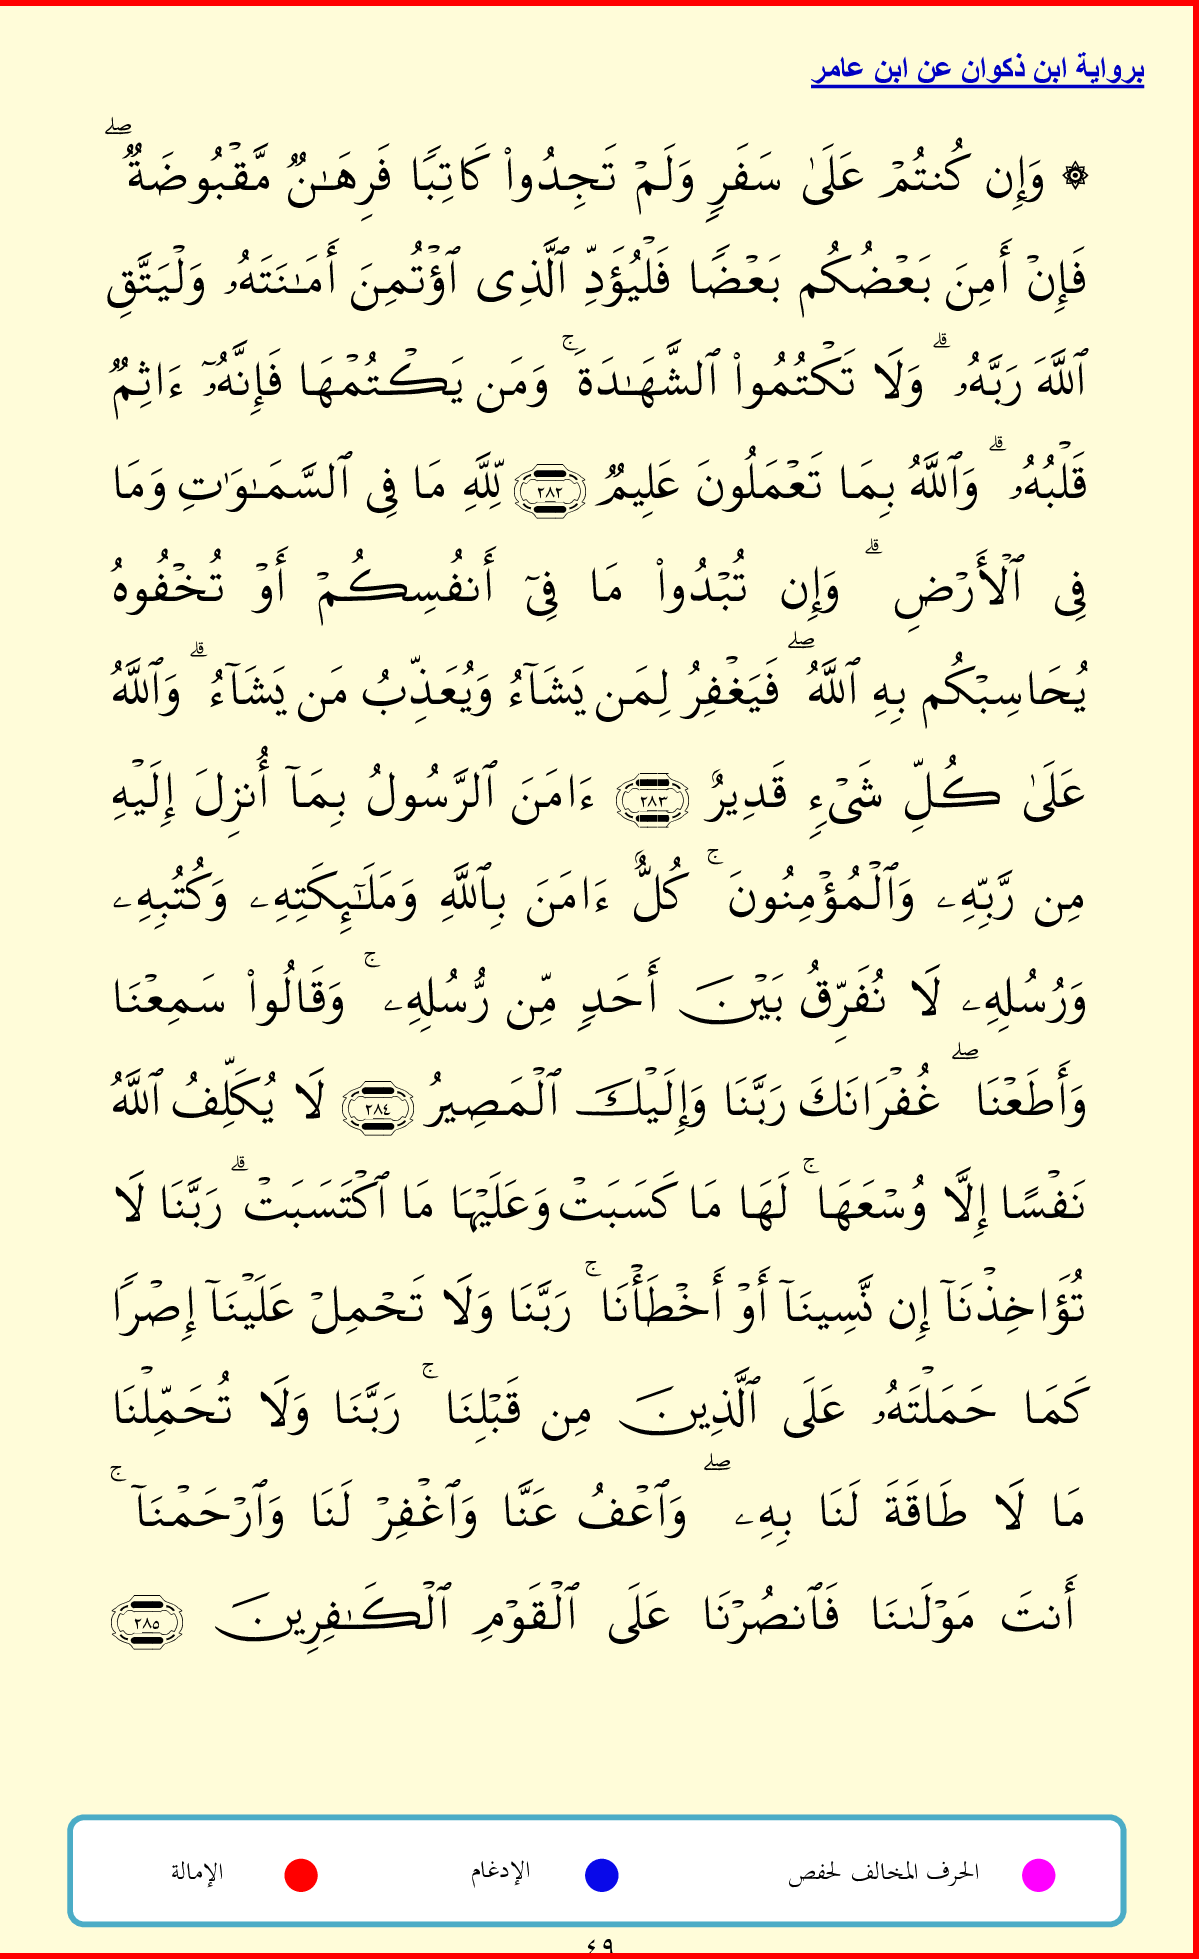 برواية ابن ذكوان عن ابن عامر
۞ وَإِن كُنتُمۡ عَلَىٰ سَفَرٖ وَلَمۡ تَجِدُواْ كَاتِبٗا فَرِهَـٰنٞ مَّقۡبُوضَةٞۖ
فَإِنۡ أَمِنَ بَعۡضُكُم بَعۡضٗا فَلۡيُؤَدِّ ٱلَّذِى ٱؤۡتُمِنَ أَمَـٰنَتَهُۥ وَلۡيَتَّقِ
ٱللَّهَ رَبَّهُۥۗ وَلَا تَكۡتُمُواْ ٱلشَّهَـٰدَةَۚ وَمَن يَكۡتُمۡهَا فَإِنَّهُۥٓ ءَاثِمٞ
قَلۡبُهُۥۗ وَٱللَّهُ بِمَا تَعۡمَلُونَ عَلِيمٞ ٢٨٢ لِّلَّهِ مَا فِى ٱلسَّمَـٰوَٰتِ وَمَا
فِى ٱلۡأَرۡضِۗ وَإِن تُبۡدُواْ مَا فِىٓ أَنفُسِكُمۡ أَوۡ تُخۡفُوهُ
يُحَاسِبۡكُم بِهِ ٱللَّهُۖ فَيَغۡفِرُ لِمَن يَشَآءُ وَيُعَذِّبُ مَن يَشَآءُۗ وَٱللَّهُ
عَلَىٰ كُلِّ شَىۡءٖ قَدِيرٌ ٢٨٣ ءَامَنَ ٱلرَّسُولُ بِمَآ أُنزِلَ إِلَيۡهِ
مِن رَّبِّهِۦ وَٱلۡمُؤۡمِنُونَۚ كُلٌّ ءَامَنَ بِٱللَّهِ وَمَلَـٰٓئِكَتِهِۦ وَكُتُبِهِۦ
وَرُسُلِهِۦ لَا نُفَرِّقُ بَيۡنَ أَحَدٖ مِّن رُّسُلِهِۦۚ وَقَالُواْ سَمِعۡنَا
وَأَطَعۡنَاۖ غُفۡرَانَكَ رَبَّنَا وَإِلَيۡكَ ٱلۡمَصِيرُ ٢٨٤ لَا يُكَلِّفُ ٱللَّهُ
نَفۡسًا إِلَّا وُسۡعَهَاۚ لَهَا مَا كَسَبَتۡ وَعَلَيۡهَا مَا ٱكۡتَسَبَتۡۗ رَبَّنَا لَا
تُؤَاخِذۡنَآ إِن نَّسِينَآ أَوۡ أَخۡطَأۡنَاۚ رَبَّنَا وَلَا تَحۡمِلۡ عَلَيۡنَآ إِصۡرٗا
كَمَا حَمَلۡتَهُۥ عَلَى ٱلَّذِينَ مِن قَبۡلِنَاۚ رَبَّنَا وَلَا تُحَمِّلۡنَا
مَا لَا طَاقَةَ لَنَا بِهِۦۖ وَٱعۡفُ عَنَّا وَٱغۡفِرۡ لَنَا وَٱرۡحَمۡنَآۚ
أَنتَ مَوۡلَىٰنَا فَٱنصُرۡنَا عَلَى ٱلۡقَوۡمِ ٱلۡكَـٰفِرِينَ ٢٨٥
الحرف المخالف لحفص الإدغام الإمالة
٤٩